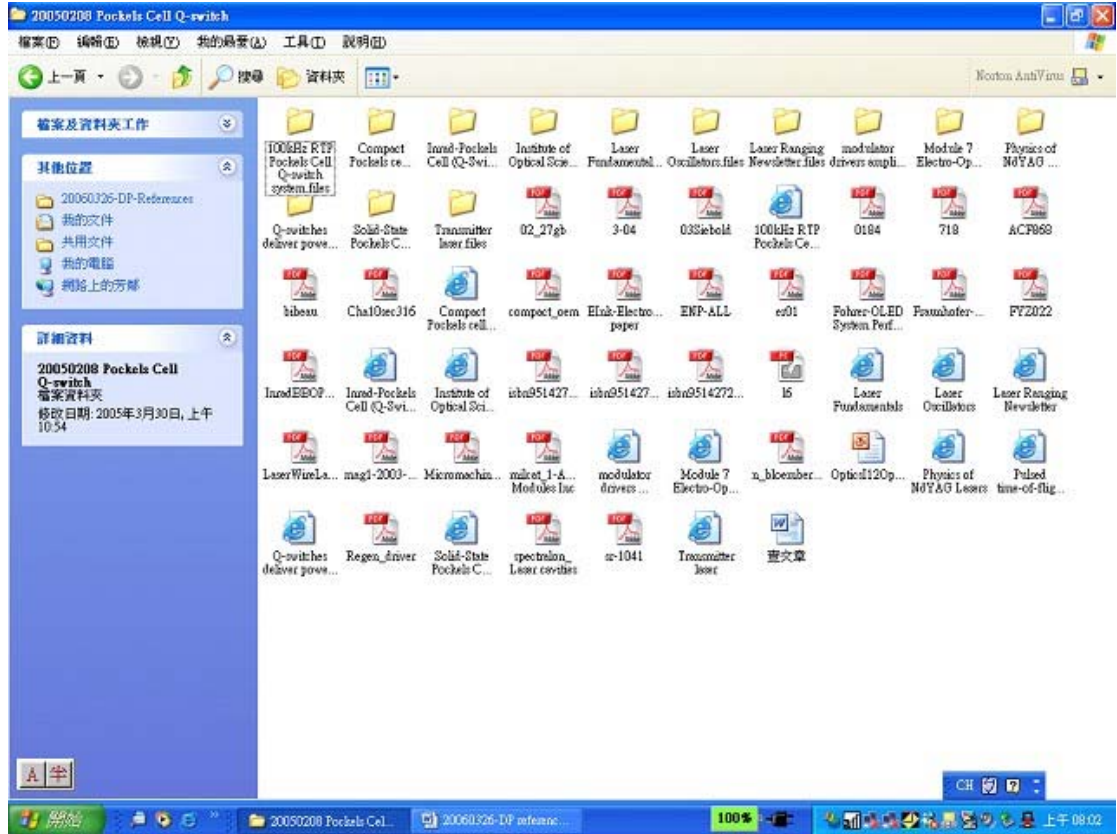 20050208 Pockels Cell Q-switch
檔案(F) 編輯(E) 檢視(V) 我的最愛(A) 工具(T) 說明(H)
上一頁 搜尋 資料夾 Norton AntiVirus
檔案及資料夾工作
其他位置
20060326-DP-References
我的文件
共用文件
我的電腦
網路上的芳鄰
詳細資料
20050208 Pockels Cell
Q-switch
檔案資料夾
修改日期: 2005年3月30日, 上午
10:54
100kHz RTP
Pockels Cell
Q-switch
system.files
Compact
Pockels ce...
Inrad-Pockels
Cell (Q-Swi...
Institute of
Optical Scie...
Laser
Fundamental...
Laser
Oscillators.files
Laser Ranging
Newsletter.files
modulator
drivers ampli...
Module 7
Electro-Op...
Physics of
NdYAG ...
Q-switches
deliver powe...
Solid-State
Pockels C...
Transmitter
laser.files
02_27gb
3-04
03Siebold
100kHz RTP
Pockels Ce...
0184
718
ACF868
bibeau
Cha10sec316
Compact
Pockels cell...
compact_oem
EInk-Electro...
paper
ENP-ALL
es01
Fohrer-OLED
System Perf...
Fraunhofer-...
FYZ022
InradEBOP...
Inrad-Pockels
Cell (Q-Swi...
Institute of
Optical Sci...
isbn951427...
isbn951427...
isbn9514272...
l6
Laser
Fundamentals
Laser
Oscillators
Laser Ranging
Newsletter
LaserWireLa...
mag1-2003-...
Micromachin...
milcet_1-A...
Modules Inc
modulator
drivers ...
Module 7
Electro-Op...
n_bloember...
OpticsI12Op...
Physics of
NdYAG Lasers
Pulsed
time-of-flig...
Q-switches
deliver powe...
Regen_driver
Solid-State
Pockels C...
spectralon_
Laser cavities
sr-1041
Transmitter
laser
查文章
A 半
CH
開始 20050208 Pockels Cel... 20060326-DP referenc... 100% 上午 08:02